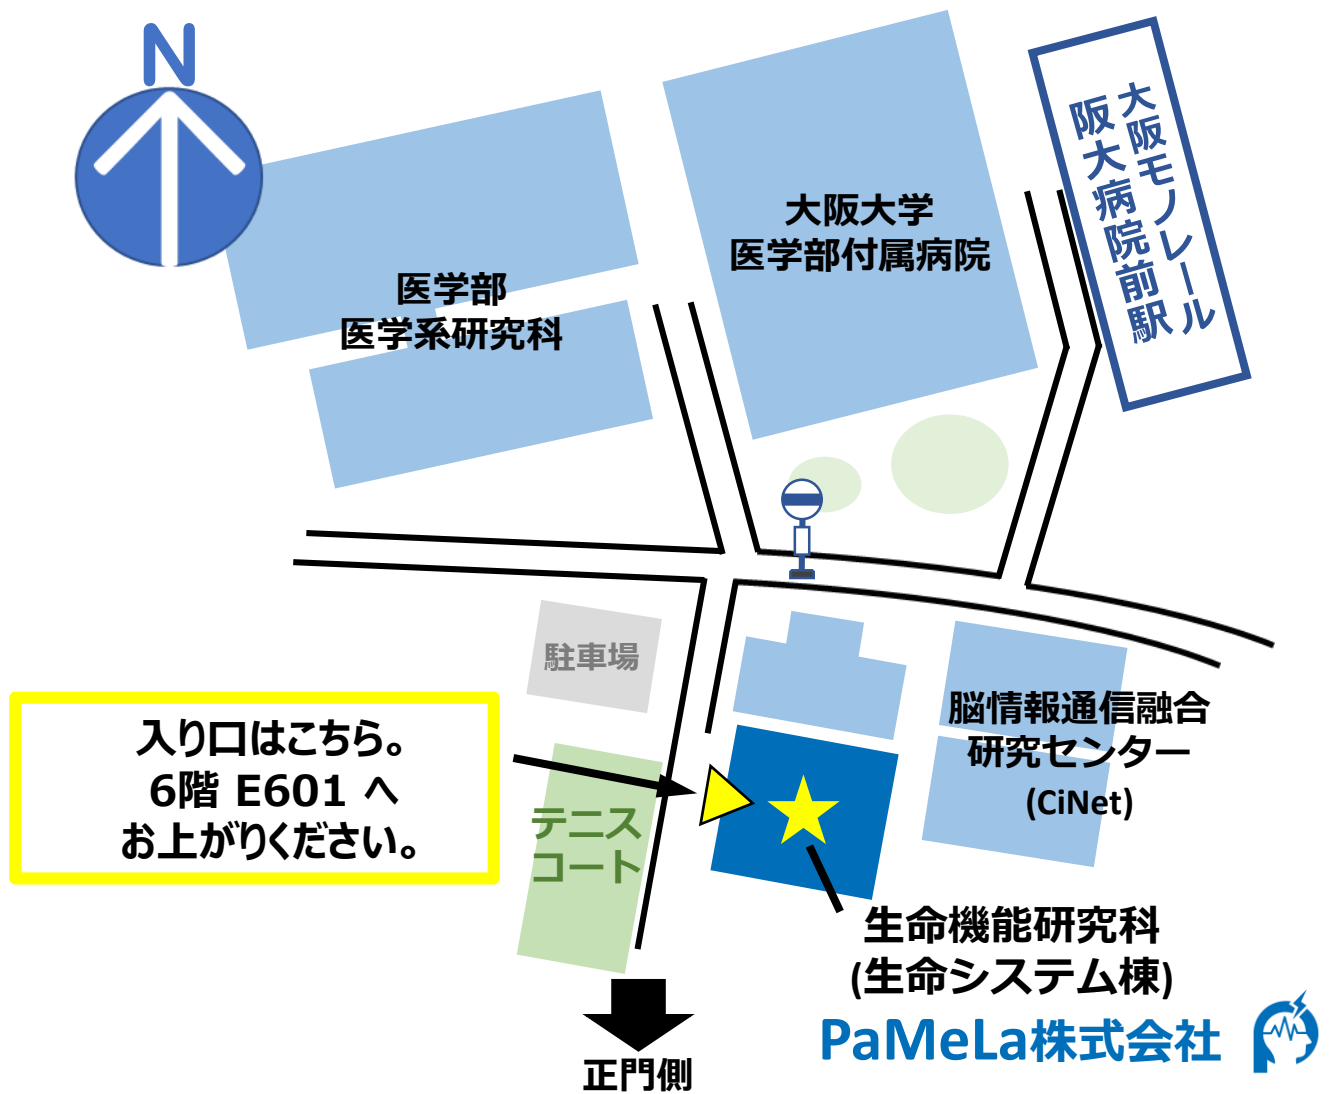 N
大阪モノレール
阪大病院前駅
大阪大学
医学部付属病院
医学部
医学系研究科
駐車場
入り口はこちら。
6階 E601 へ
お上がりください。
テニス
コート
脳情報通信融合
研究センター
(CiNet)
生命機能研究科
(生命システム棟)
PaMeLa株式会社
正門側